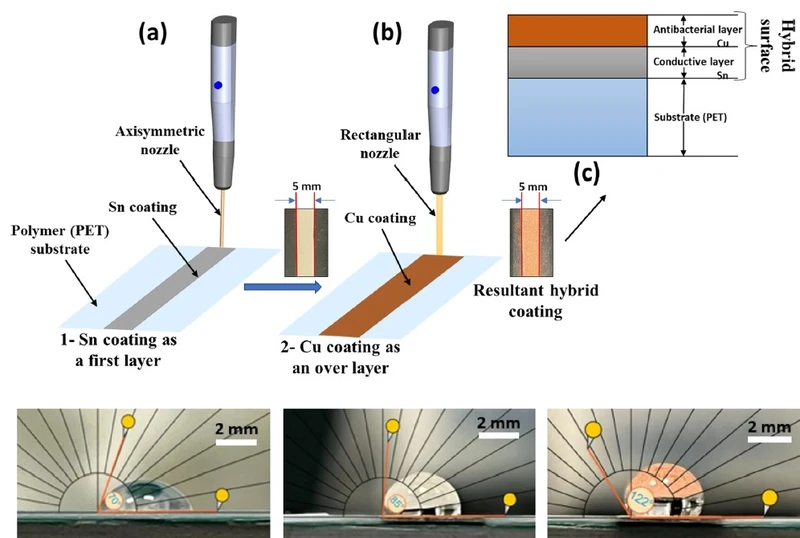 (a)
Axisymmetric
nozzle
Sn coating
Polymer (PET)
substrate
5 mm
1- Sn coating as
a first layer
(b)
Rectangular
nozzle
Cu coating
5 mm
2- Cu coating as
an over layer
Resultant hybrid
coating
(c)
Antibacterial layer
Cu
Conductive layer
Sn
Substrate (PET)
Hybrid
surface
2 mm
70°
2 mm
85°
2 mm
122°